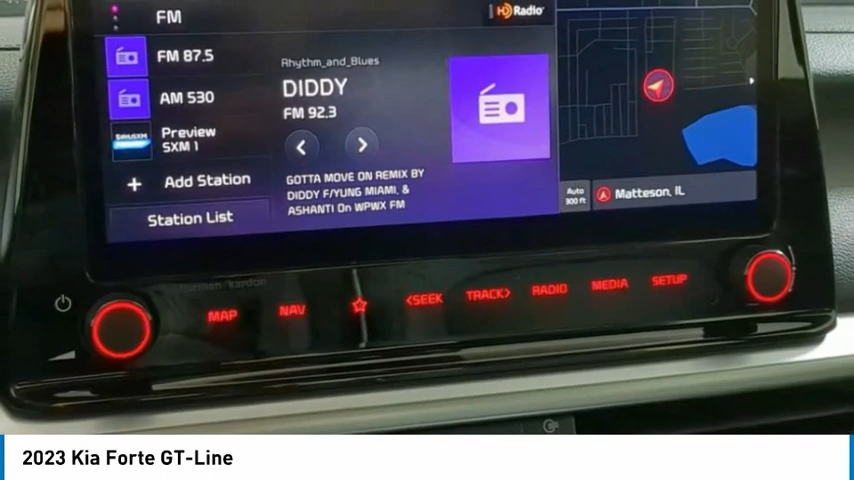 FM
HD Radio
FM 87.5
AM 530
SiriusXM
Preview
SXM 1
Add Station
Station List
Rhythm_and_Blues
DIDDY
FM 92.3
GOTTA MOVE ON REMIX BY
DIDDY F/YUNG MIAMI, &
ASHANTI On WPWX FM
Auto
300 ft
Matteson, IL
harman/kardon
MAP
NAV
<SEEK
TRACK>
RADIO
MEDIA
SETUP
2023 Kia Forte GT-Line